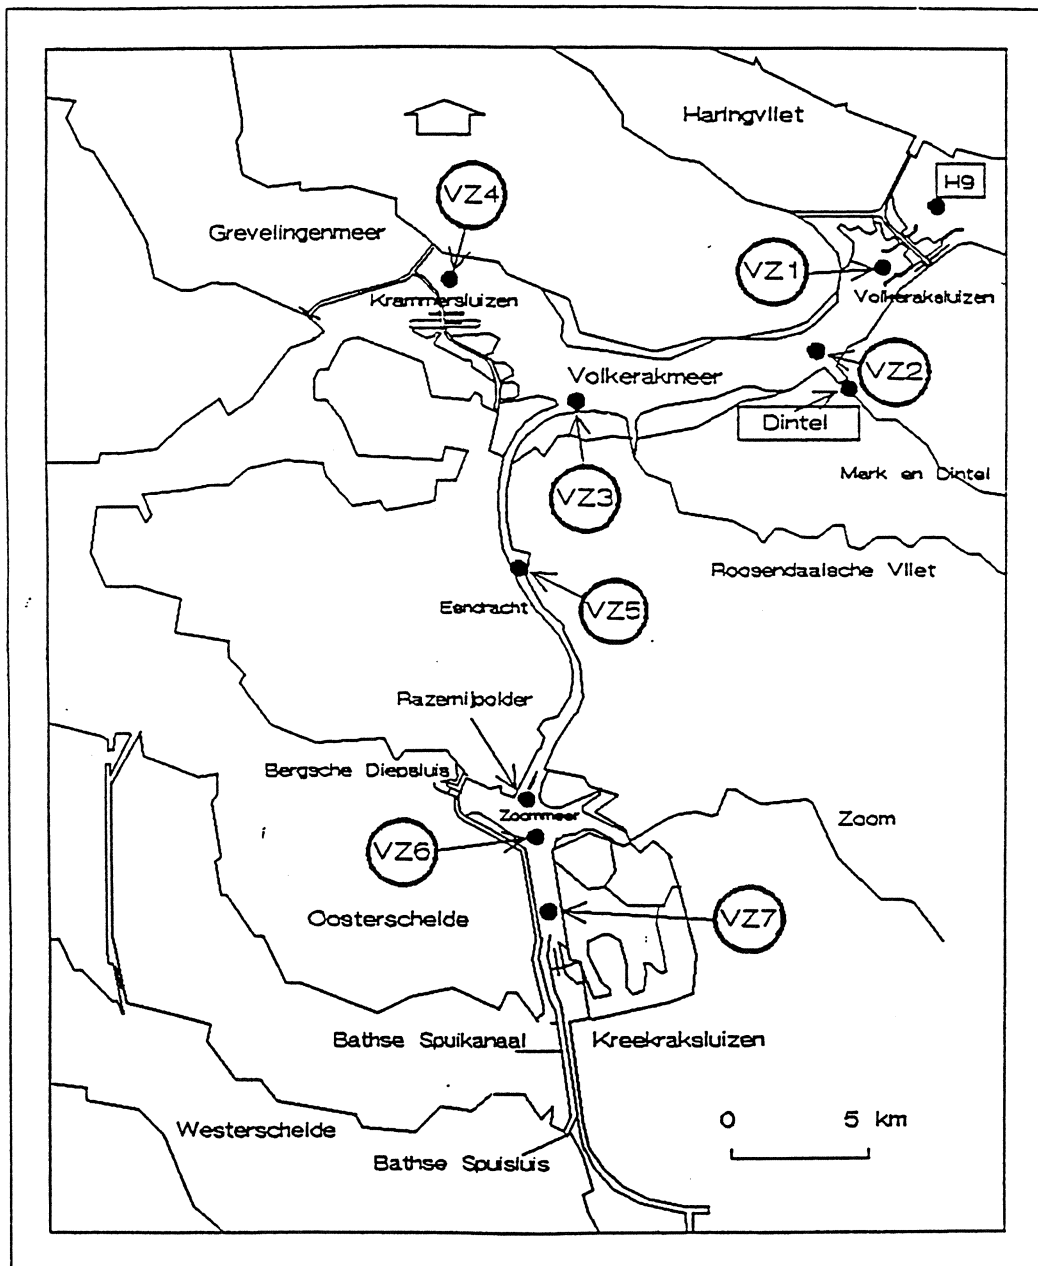 Haringvliet
H9
VZ4
Grevelingenmeer
VZ1
Krammersluizen
Volkeraksluizen
VZ2
Volkerakmeer
Dintel
Mark en Dintel
VZ3
Roosendaalsche Vliet
Eendracht
VZ5
Razernijpolder
Bergsche Diepsluis
Zoommeer
Zoom
VZ6
Oosterschelde
VZ7
Bathse Spuikanaal
Kreekraksluizen
0 5 km
Westerschelde
Bathse Spuisluis